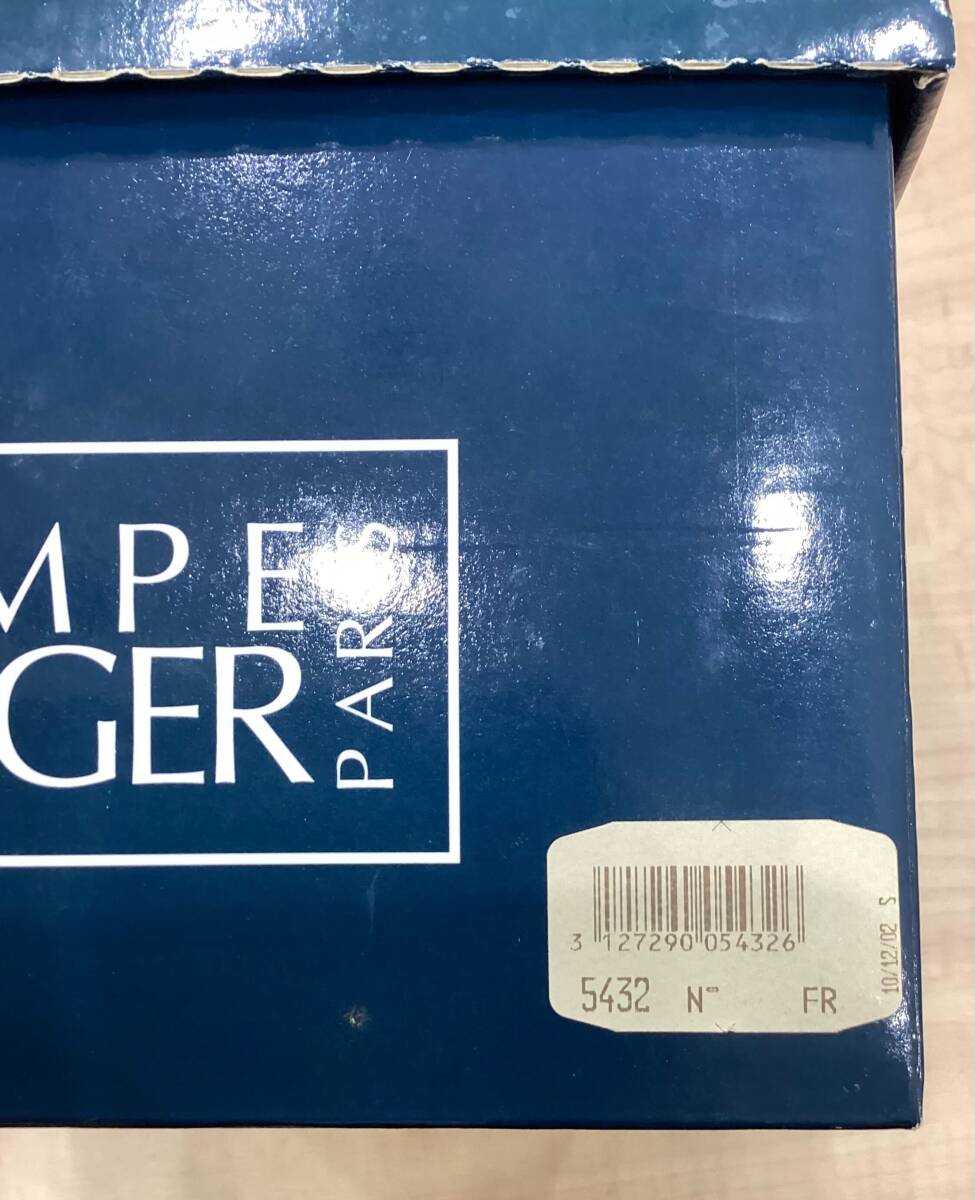 MPE
GER
PARIS
3 127290 054326
5432 N° FR
10/12/02 S